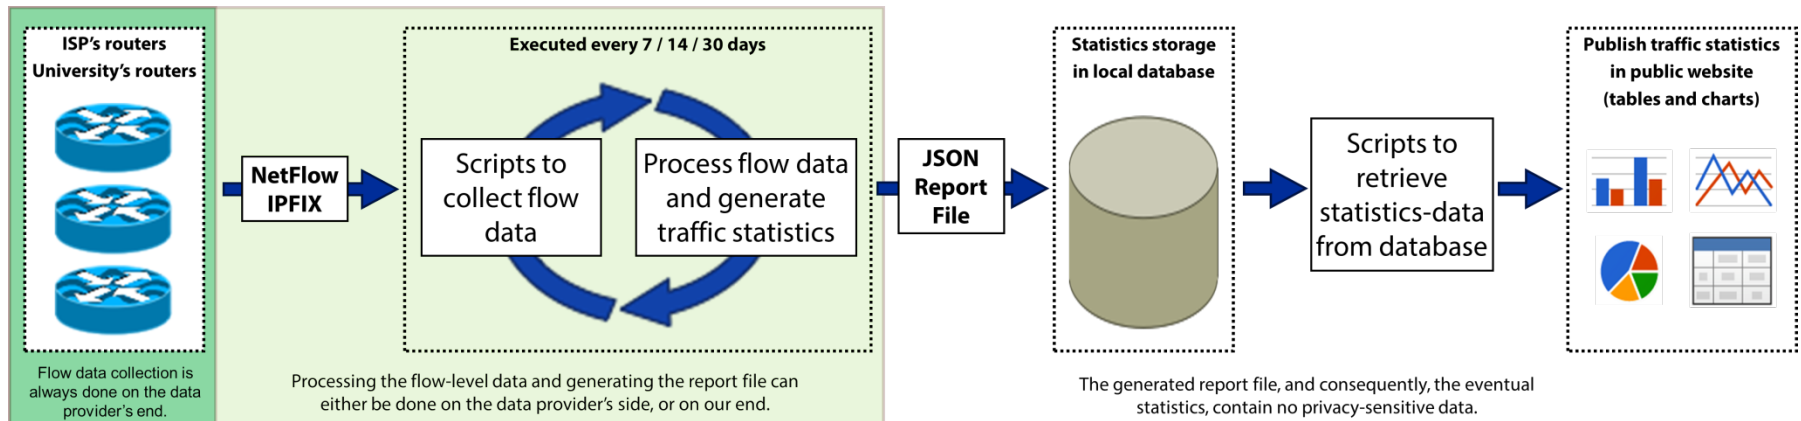 ISP's routers
University's routers
Flow data collection is
always done on the data
provider's end.
NetFlow
IPFIX
Executed every 7 / 14 / 30 days
Scripts to
collect flow
data
Process flow data
and generate
traffic statistics
Processing the flow-level data and generating the report file can
either be done on the data provider's side, or on our end.
JSON
Report
File
Statistics storage
in local database
Scripts to
retrieve
statistics-data
from database
The generated report file, and consequently, the eventual
statistics, contain no privacy-sensitive data.
Publish traffic statistics
in public website
(tables and charts)